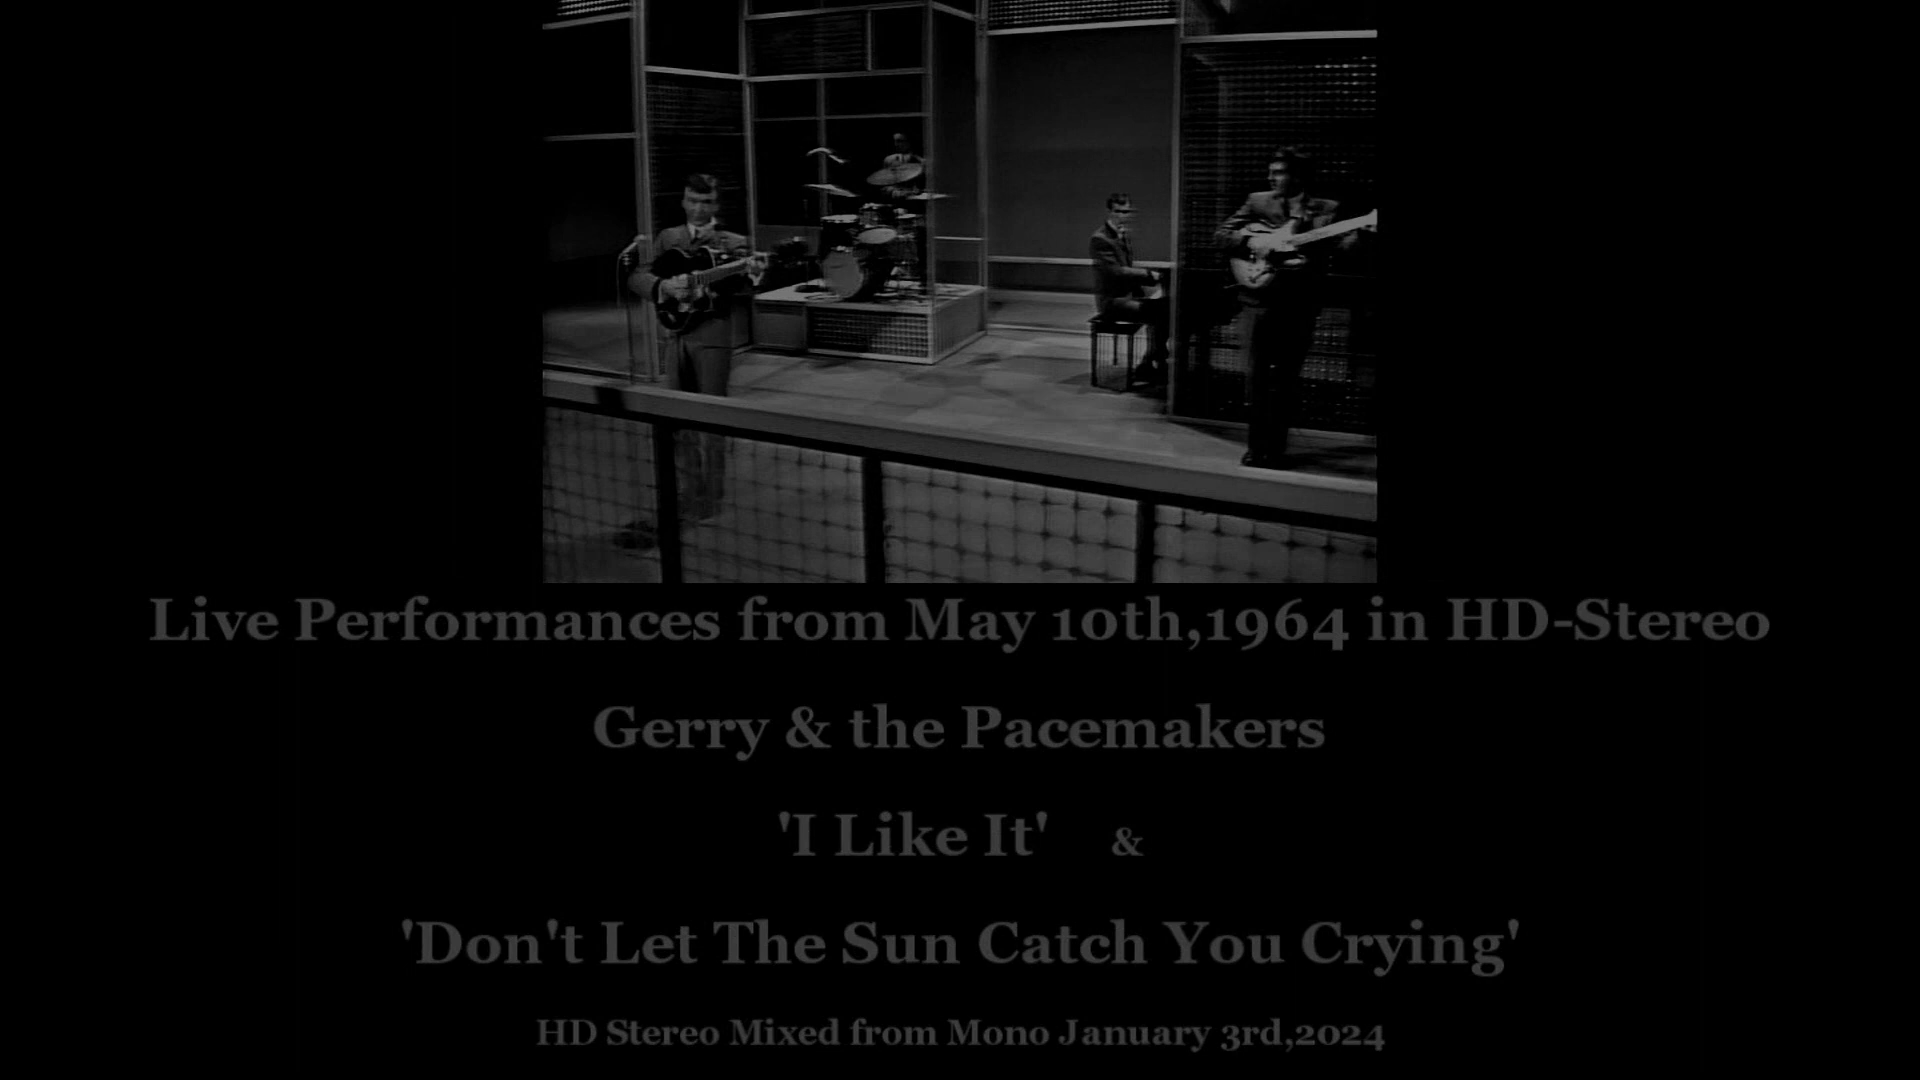 Live Performances from May 10th,1964 in HD-Stereo
Gerry & the Pacemakers
'I Like It' &
'Don't Let The Sun Catch You Crying'
HD Stereo Mixed from Mono January 3rd,2024